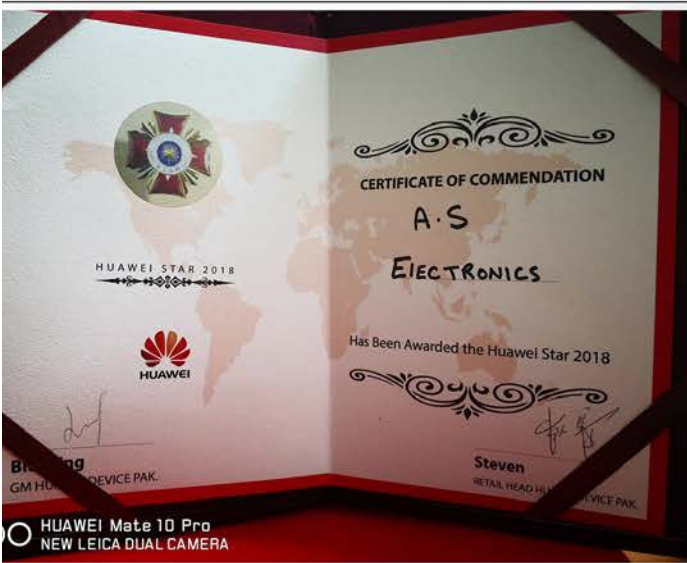 HUAWEI STAR 2018
HUAWEI
GM DEVICE PAK.
CERTIFICATE OF COMMENDATION
A.S
ElECTRONICS
Has Been Awarded the Huawei Star 2018
Steven
RETAIL HEAD PAK.
HUAWEI Mate 10 Pro
NEW LEICA DUAL CAMERA